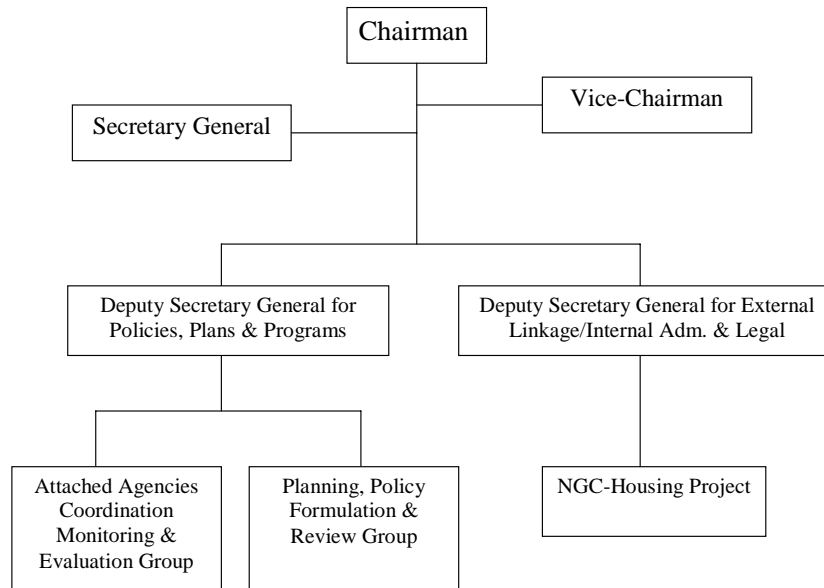 Chairman
Vice-Chairman
Secretary General
Deputy Secretary General for
Policies, Plans & Programs
Deputy Secretary General for External
Linkage/Internal Adm. & Legal
Attached Agencies
Coordination
Monitoring &
Evaluation Group
Planning, Policy
Formulation &
Review Group
NGC-Housing Project